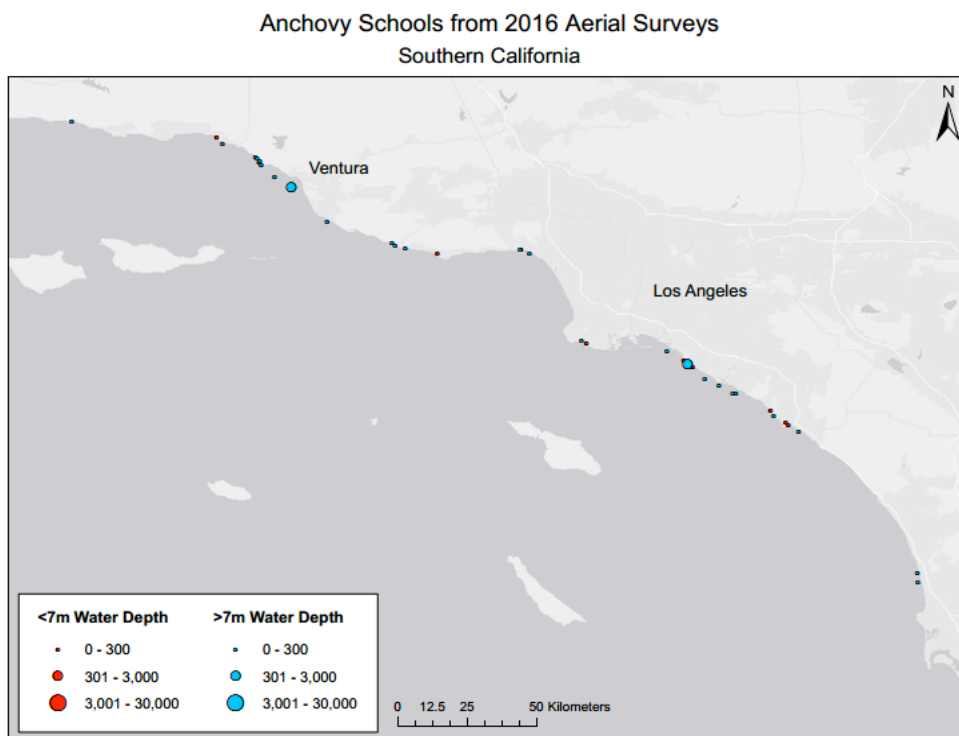 Anchovy Schools from 2016 Aerial Surveys
Southern California
N
Ventura
Los Angeles
<7m Water Depth >7m Water Depth
0 - 300 0 - 300
301 - 3,000 301 - 3,000
3,001 - 30,000 3,001 - 30,000
0 12.5 25 50 Kilometers